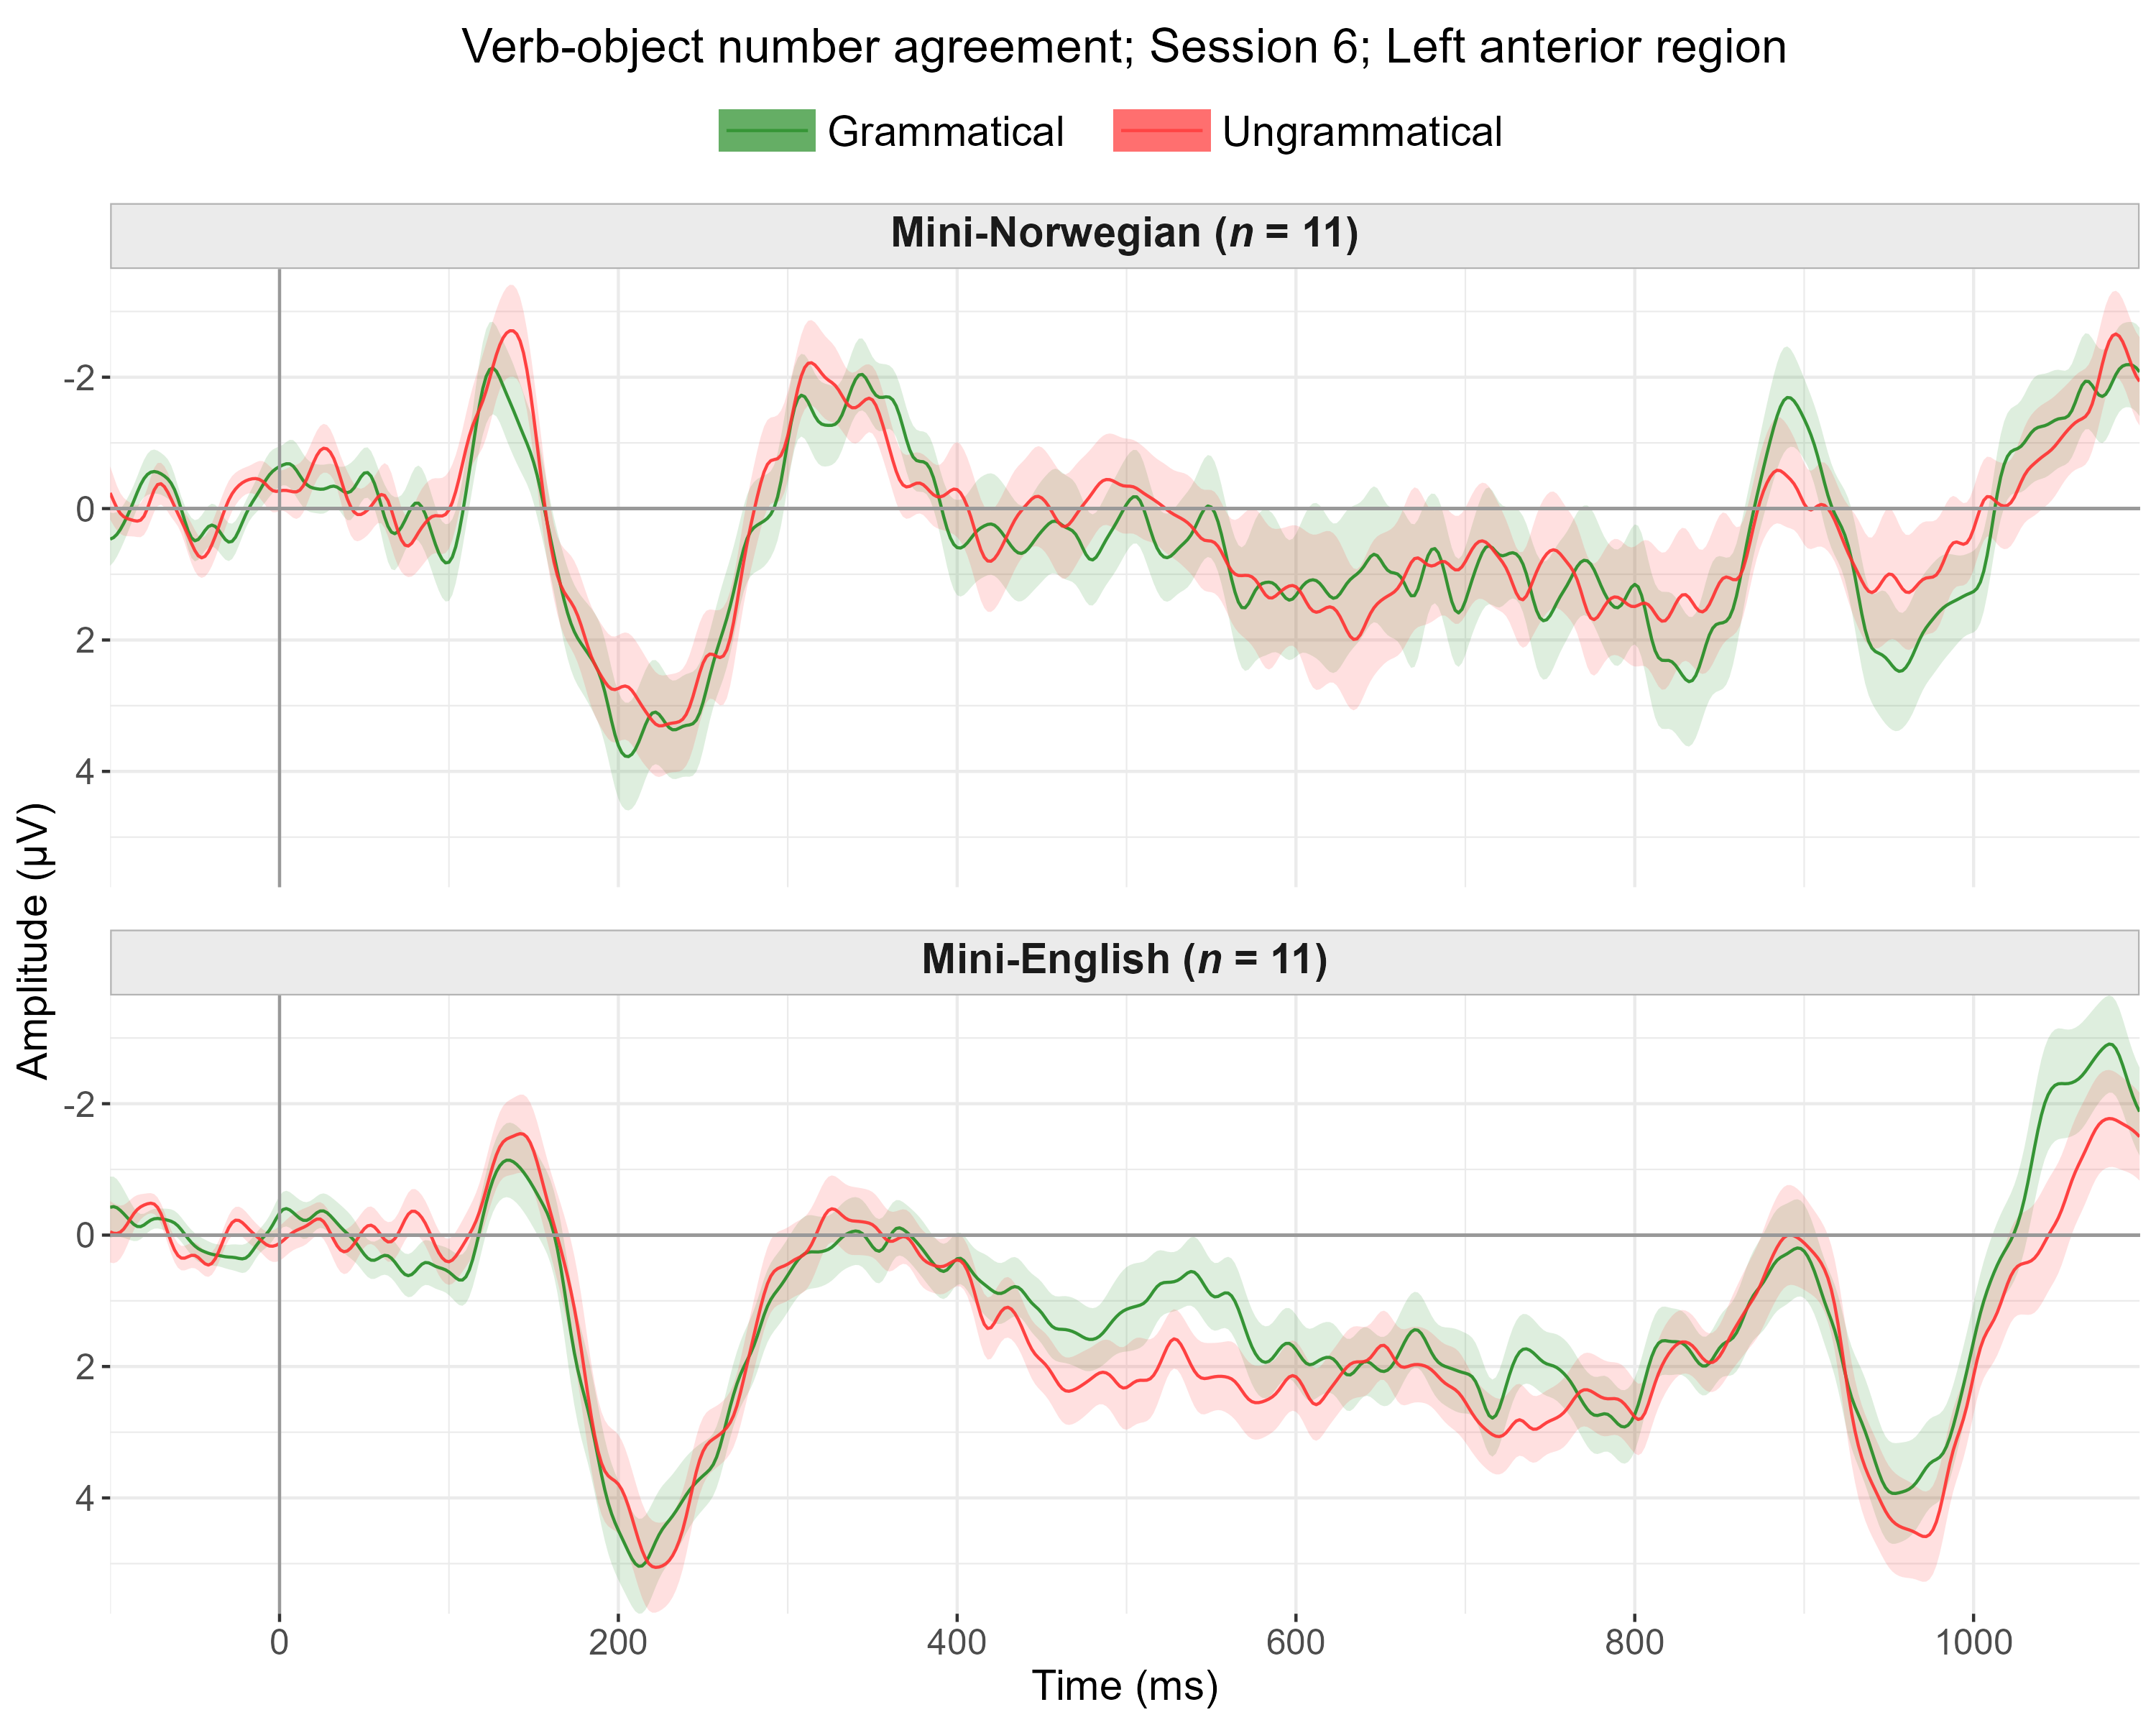 Verb-object number agreement; Session 6; Left anterior region
Grammatical Ungrammatical
Mini-Norwegian (n = 11)
-2
0
2
4
Amplitude (µV)
Mini-English (n = 11)
-2
0
2
4
0 200 400 600 800 1000
Time (ms)